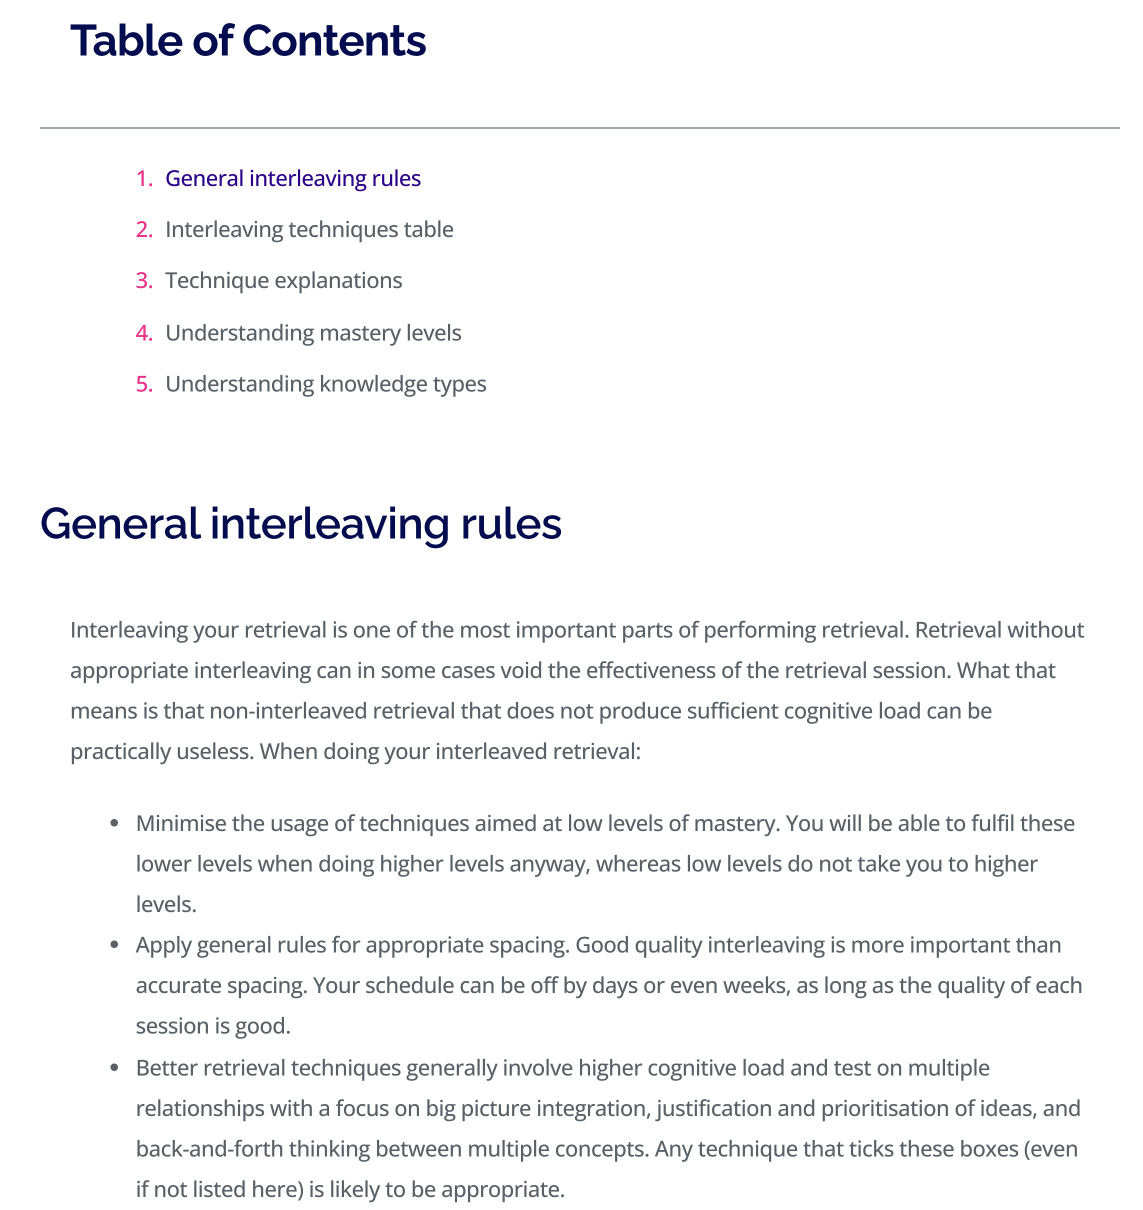 Table of Contents
1. General interleaving rules
2. Interleaving techniques table
3. Technique explanations
4. Understanding mastery levels
5. Understanding knowledge types
General interleaving rules
Interleaving your retrieval is one of the most important parts of performing retrieval. Retrieval without
appropriate interleaving can in some cases void the effectiveness of the retrieval session. What that
means is that non-interleaved retrieval that does not produce sufficient cognitive load can be
practically useless. When doing your interleaved retrieval:
• Minimise the usage of techniques aimed at low levels of mastery. You will be able to fulfil these
lower levels when doing higher levels anyway, whereas low levels do not take you to higher
levels.
• Apply general rules for appropriate spacing. Good quality interleaving is more important than
accurate spacing. Your schedule can be off by days or even weeks, as long as the quality of each
session is good.
• Better retrieval techniques generally involve higher cognitive load and test on multiple
relationships with a focus on big picture integration, justification and prioritisation of ideas, and
back-and-forth thinking between multiple concepts. Any technique that ticks these boxes (even
if not listed here) is likely to be appropriate.